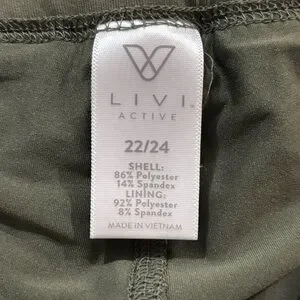 LIVI
ACTIVE
22/24
SHELL:
86% Polyester
14% Spandex
LINING:
92% Polyester
8% Spandex
MADE IN VIETNAM